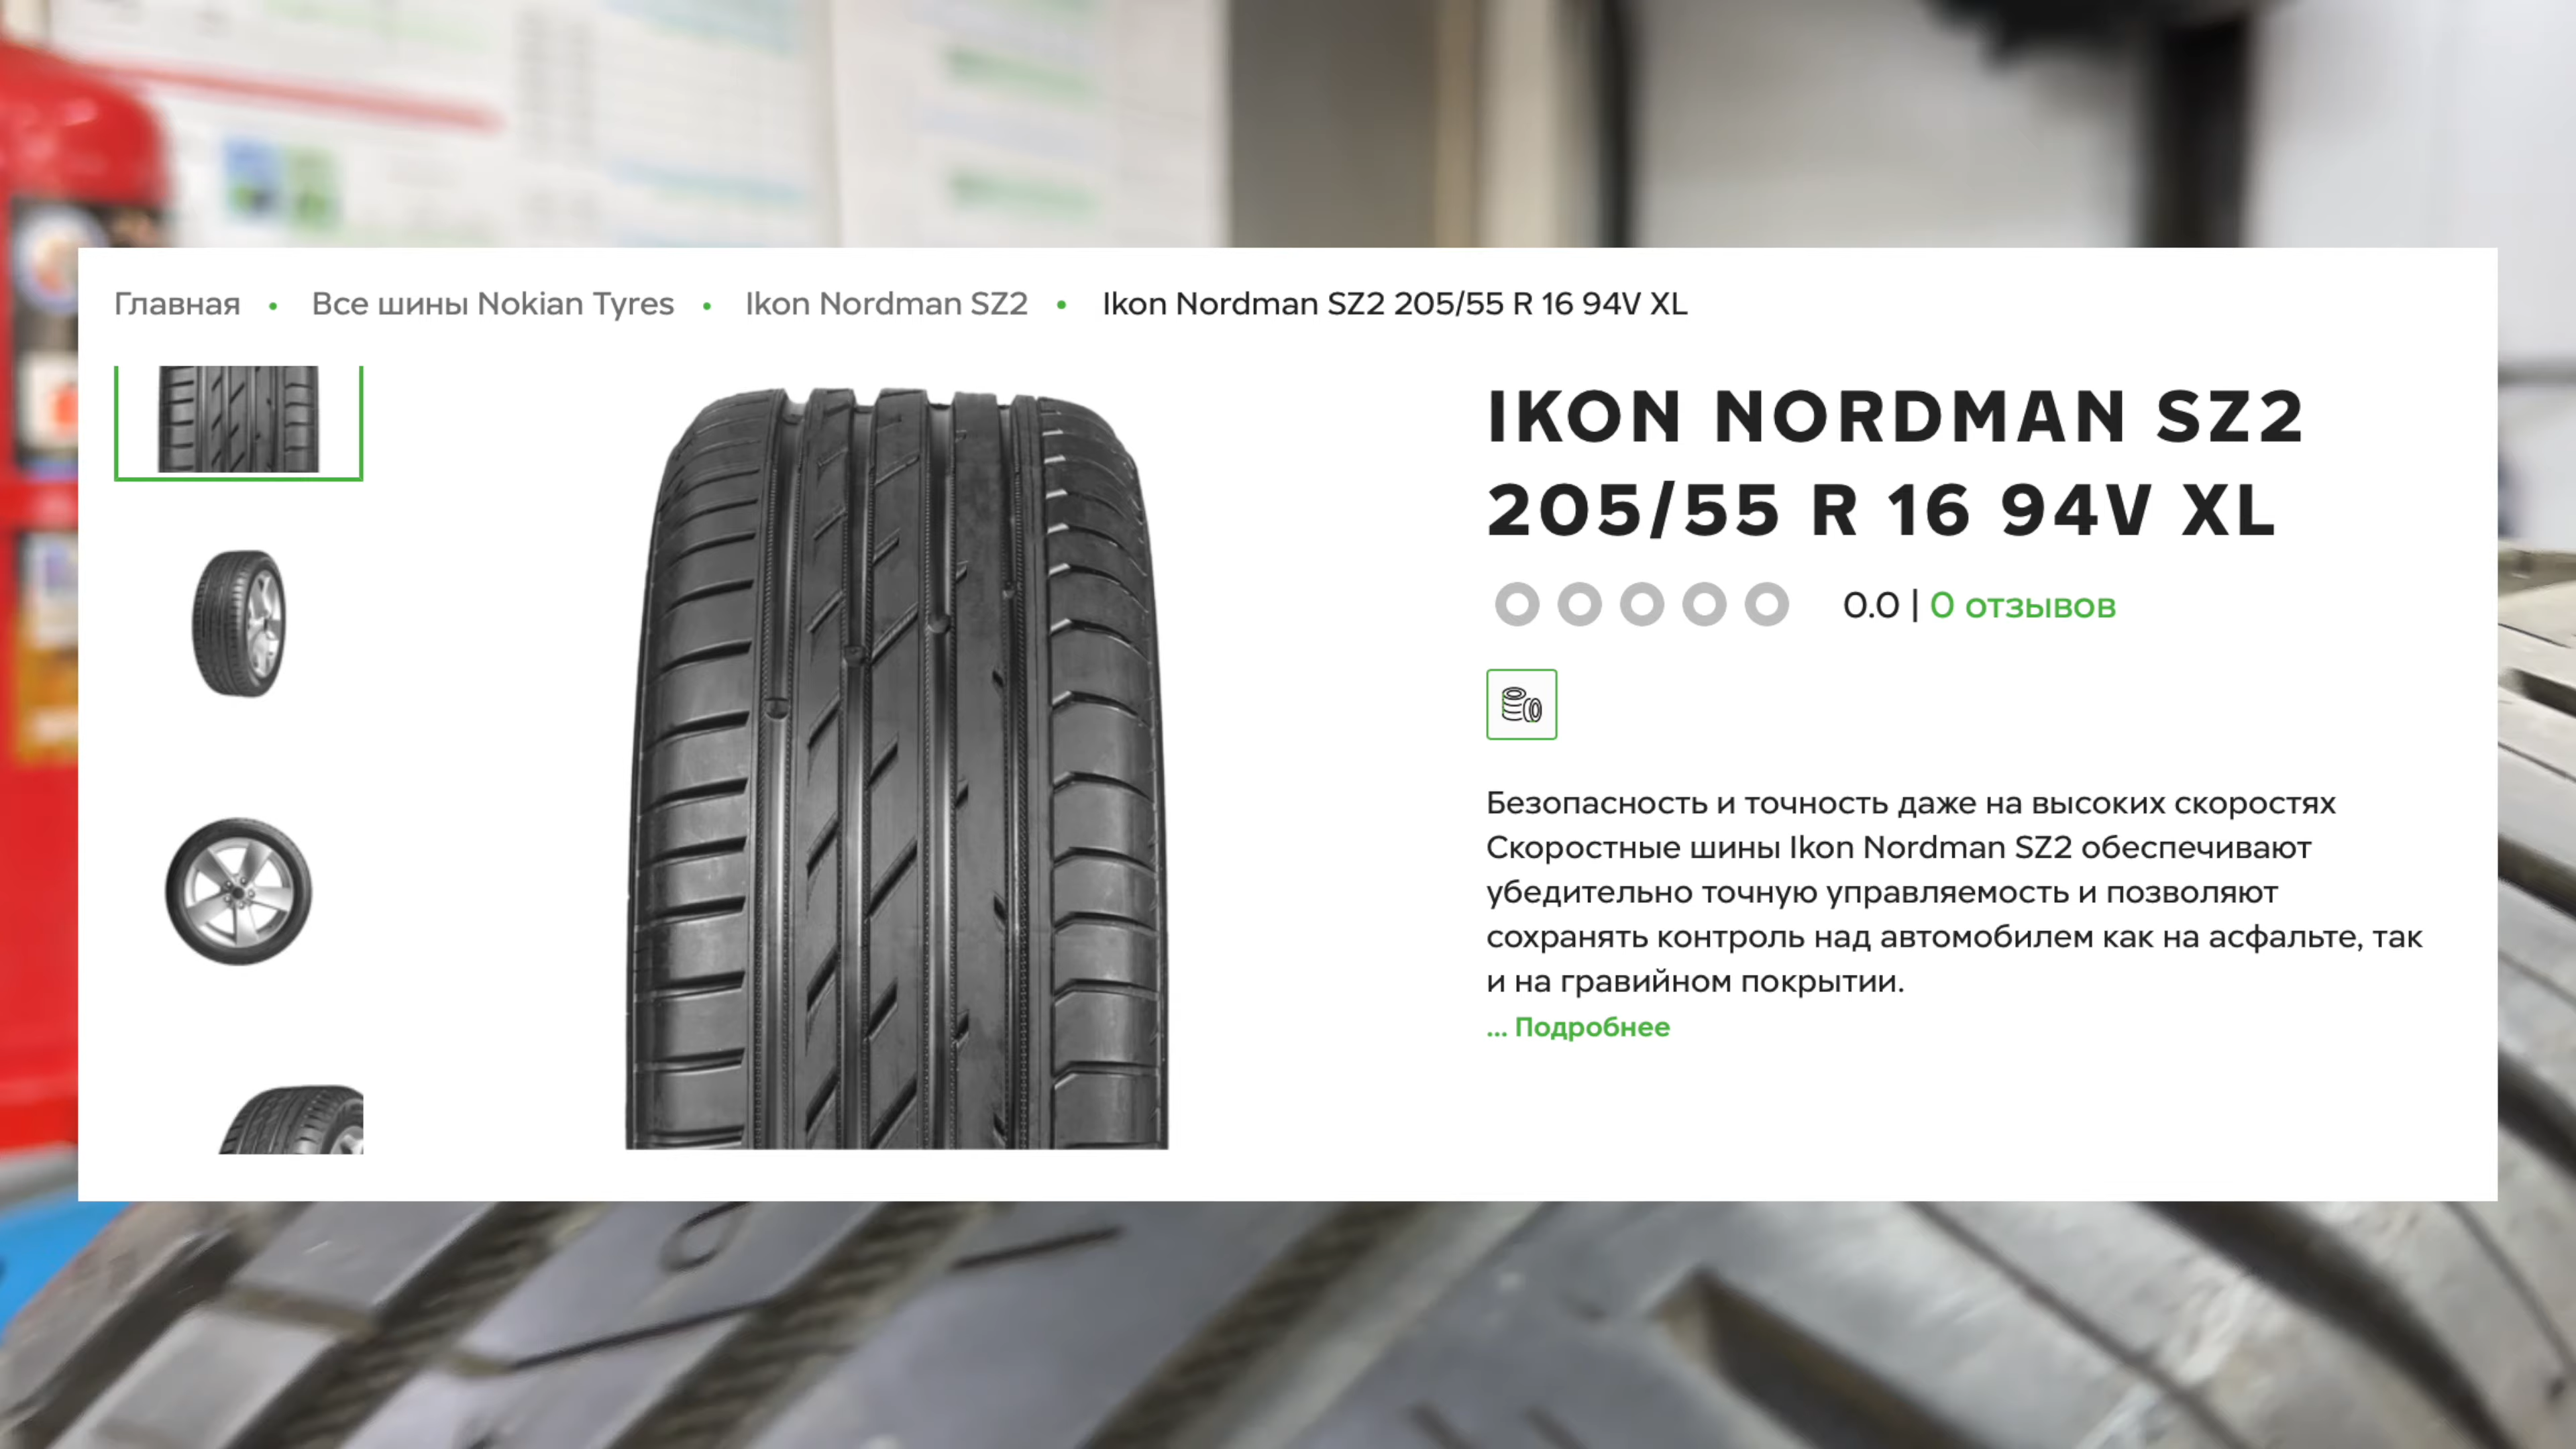 Главная • Все шины Nokian Tyres • Ikon Nordman SZ2 • Ikon Nordman SZ2 205/55 R 16 94V XL
IKON NORDMAN SZ2
205/55 R 16 94V XL
0.0 | 0 отзывов
Безопасность и точность даже на высоких скоростях
Скоростные шины Ikon Nordman SZ2 обеспечивают
убедительно точную управляемость и позволяют
сохранять контроль над автомобилем как на асфальте, так
и на гравийном покрытии.
... Подробнее